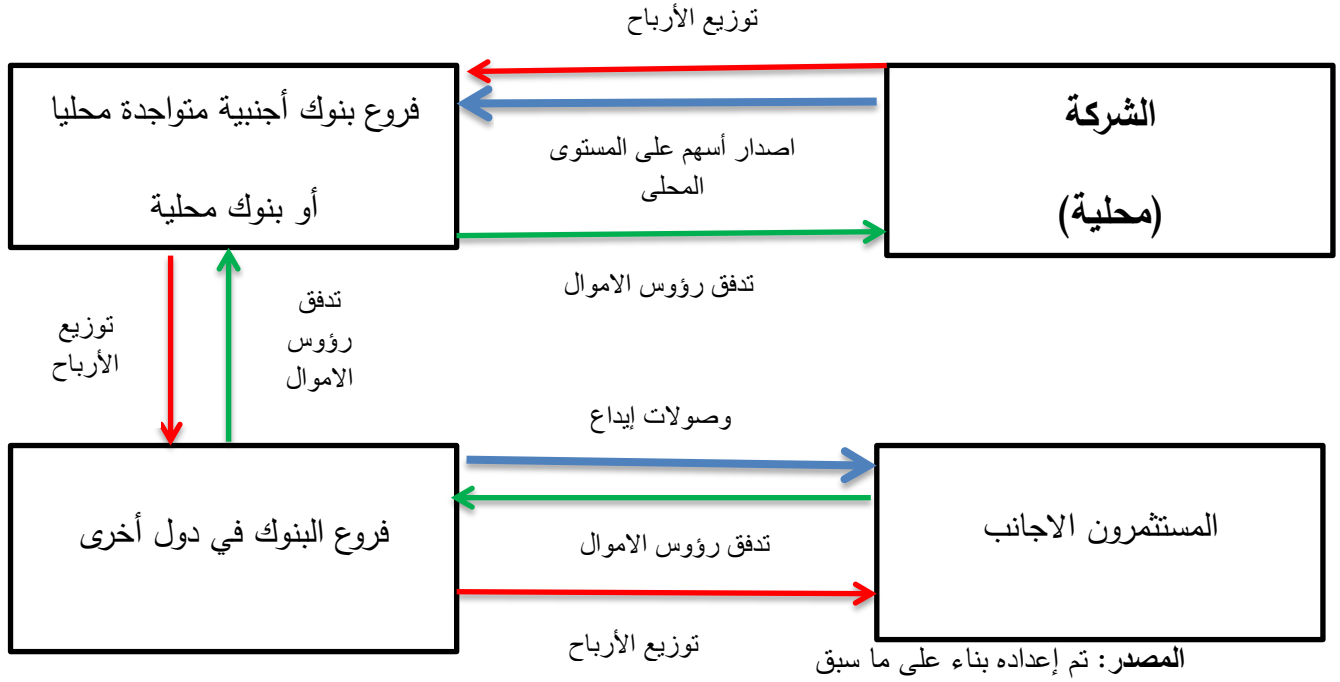 توزيع الأرباح
الشركة
(محلية)
فروع بنوك أجنبية متواجدة محليا
أو بنوك محلية
اصدار أسهم على المستوى
المحلى
تدفق رؤوس الاموال
تدفق
رؤوس
الاموال
توزيع
الأرباح
وصولات إيداع
المستثمرون الاجانب
فروع البنوك في دول أخرى
تدفق رؤوس الاموال
توزيع الأرباح
المصدر: تم إعداده بناء على ما سبق